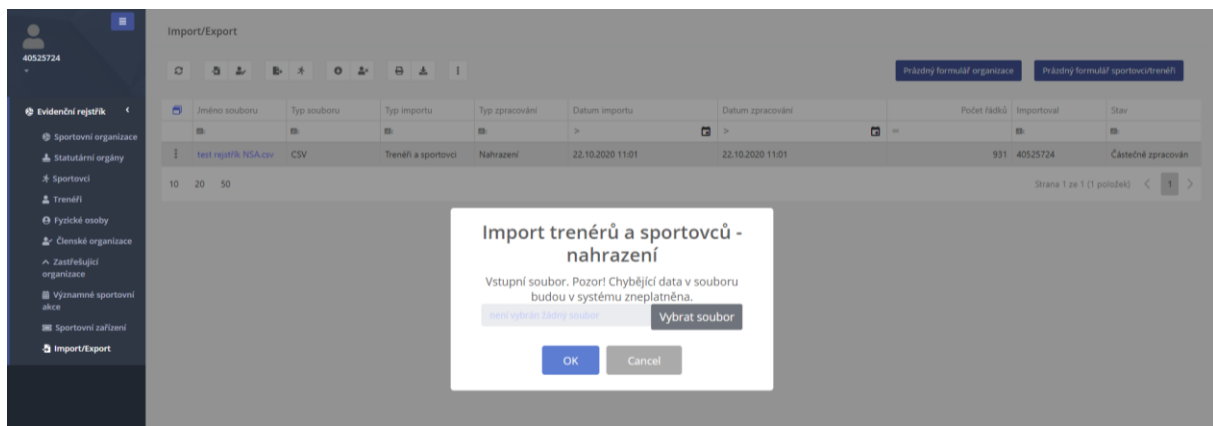 Import/Export
40525724
Prázdný formulář organizace
Prázdný formulář sportovci/trenéři
Evidenční rejstřík
Sportovní organizace
Statutární orgány
Sportovci
Trenéři
Fyzické osoby
Členské organizace
Zastřešující
organizace
Významné sportovní
akce
Sportovní zařízení
Import/Export
Jméno souboru Typ souboru Typ importu Typ zpracování Datum importu Datum zpracování Počet řádků Importoval Stav
> > =
test rejstřík NSA.csv CSV Trenéři a sportovci Nahrazení 22.10.2020 11:01 22.10.2020 11:01 931 40525724 Částečně zpracován
10 20 50 Strana 1 ze 1 (1 položek) < 1 >
Import trenérů a sportovců -
nahrazení
Vstupní soubor. Pozor! Chybějící data v souboru
budou v systému zneplatněna.
není vybrán žádný soubor Vybrat soubor
OK Cancel